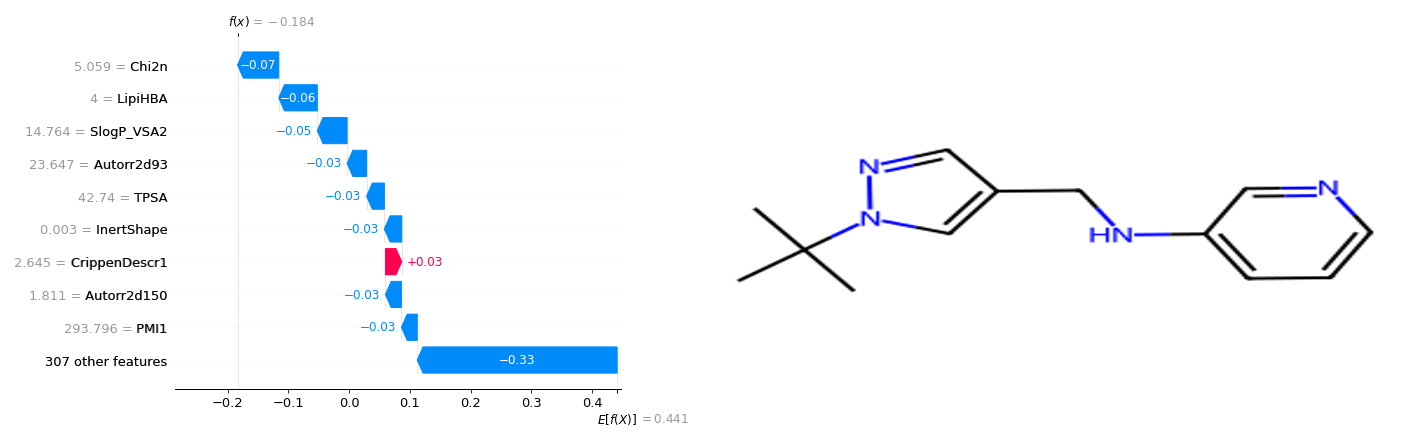 f(x) = −0.184
5.059 = Chi2n
−0.07
4 = LipiHBA
−0.06
14.764 = SlogP_VSA2
−0.05
23.647 = Autorr2d93
−0.03
42.74 = TPSA
−0.03
0.003 = InertShape
−0.03
2.645 = CrippenDescr1
+0.03
1.811 = Autorr2d150
−0.03
293.796 = PMI1
−0.03
307 other features
−0.33
−0.2 −0.1 0.0 0.1 0.2 0.3 0.4
E[f(X)] = 0.441
N
N
HN
N